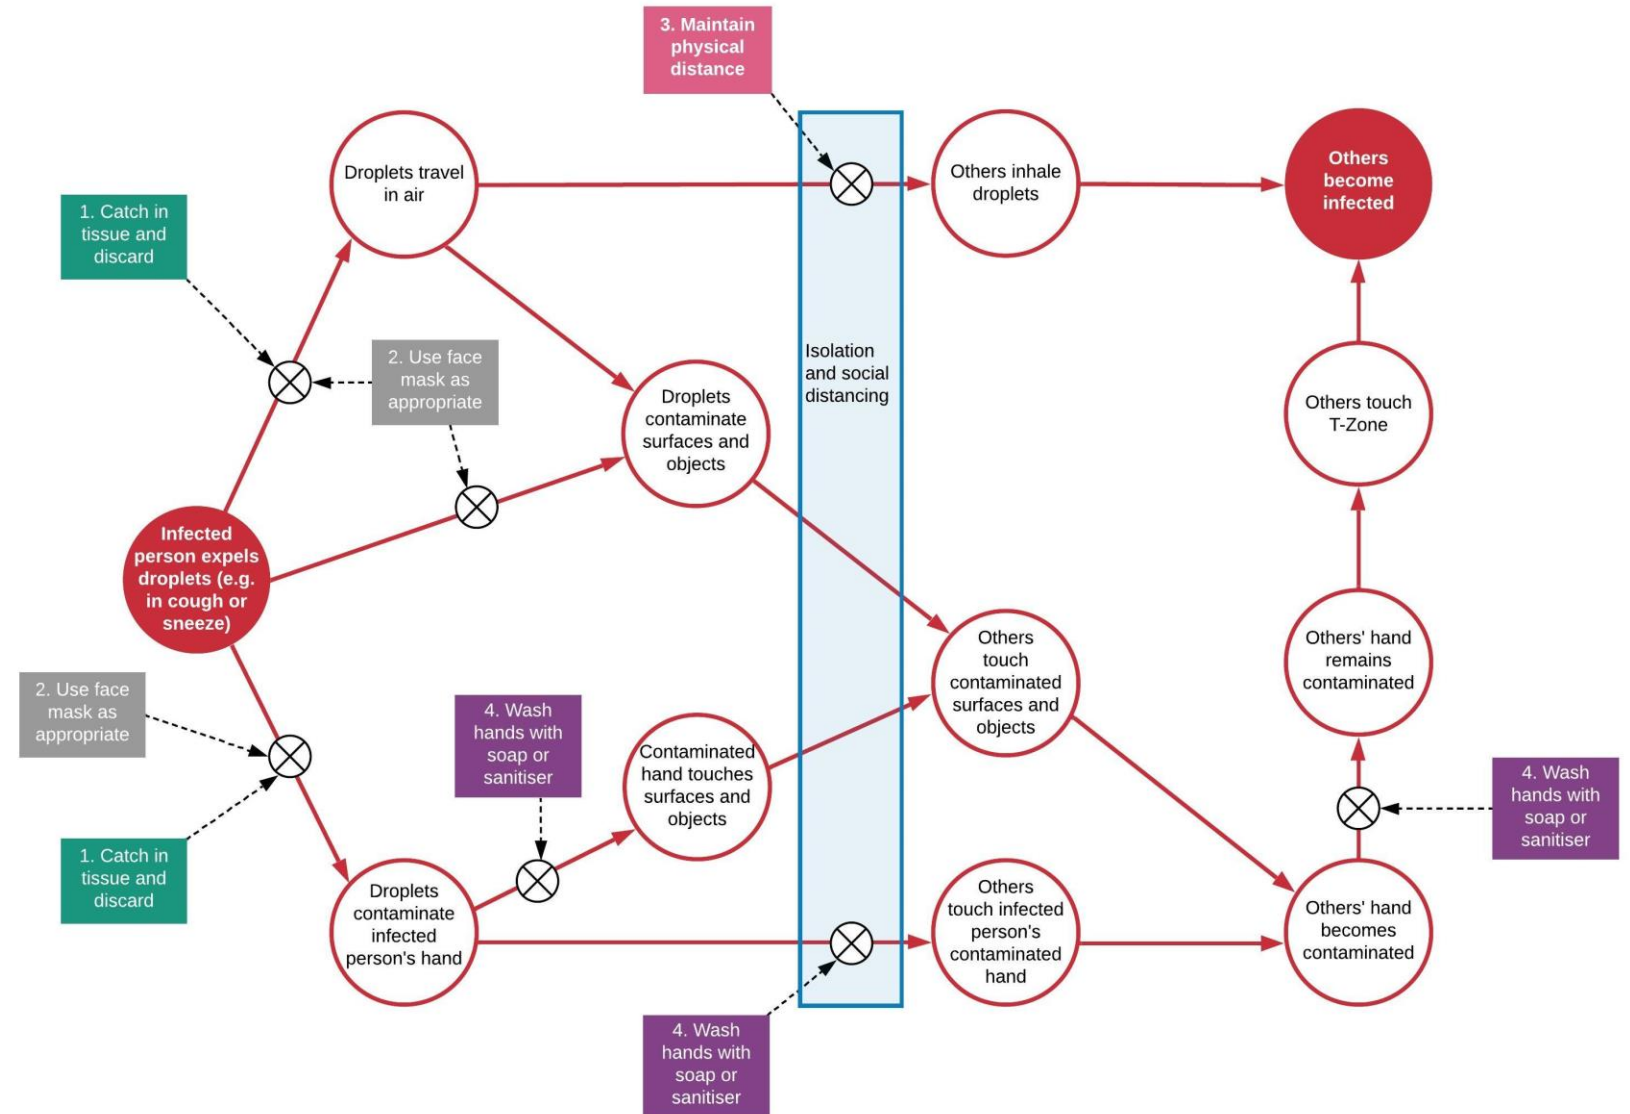 3. Maintain
physical
distance
Droplets travel
in air
Others inhale
droplets
Others
become
infected
1. Catch in
tissue and
discard
2. Use face
mask as
appropriate
Isolation
and social
distancing
Droplets
contaminate
surfaces and
objects
Others touch
T-Zone
Infected
person expels
droplets (e.g.
in cough or
sneeze)
Others
touch
contaminated
surfaces and
objects
Others' hand
remains
contaminated
2. Use face
mask as
appropriate
4. Wash
hands with
soap or
sanitiser
Contaminated
hand touches
surfaces and
objects
4. Wash
hands with
soap or
sanitiser
1. Catch in
tissue and
discard
Droplets
contaminate
infected
person's hand
Others
touch infected
person's
contaminated
hand
Others' hand
becomes
contaminated
4. Wash
hands with
soap or
sanitiser